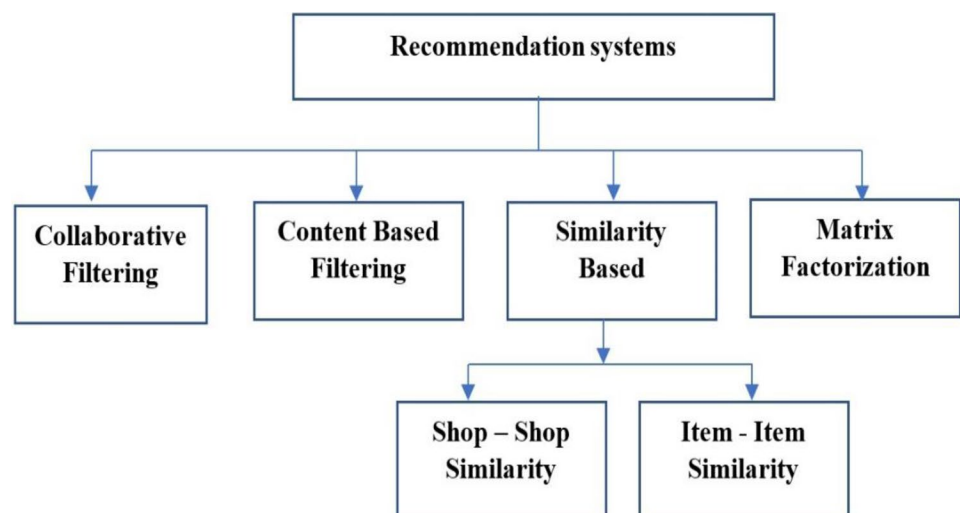 Recommendation systems
Collaborative
Filtering
Content Based
Filtering
Similarity
Based
Matrix
Factorization
Shop – Shop
Similarity
Item - Item
Similarity